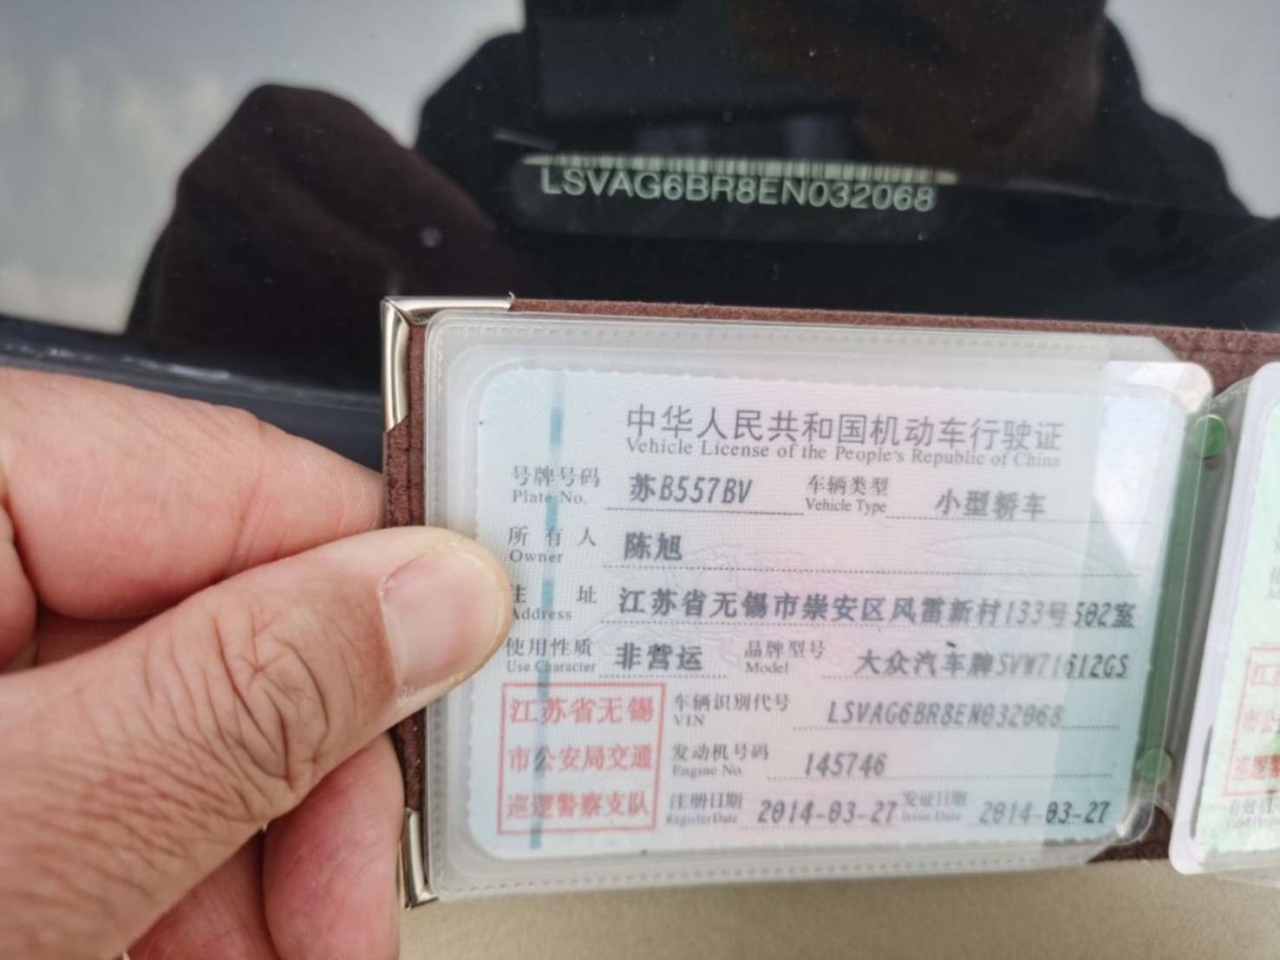 LSVAG6BR8EN032068
中华人民共和国机动车行驶证
Vehicle License of the People's Republic of China
号牌号码 苏B557BV 车辆类型 小型轿车
Plate No. Vehicle Type
所有人 陈旭
Owner
住址 江苏省无锡市崇安区风雷新村133号502室
Address
使用性质 非营运 品牌型号 大众汽车牌SVW71612GS
Use Character Model
江苏省无锡
市公安局交通
巡逻警察支队
车辆识别代号 LSVAG6BR8EN032068
VIN
发动机号码 145746
Engine No.
注册日期 2014-03-27 发证日期 2014-03-27
Register Date Issue Date